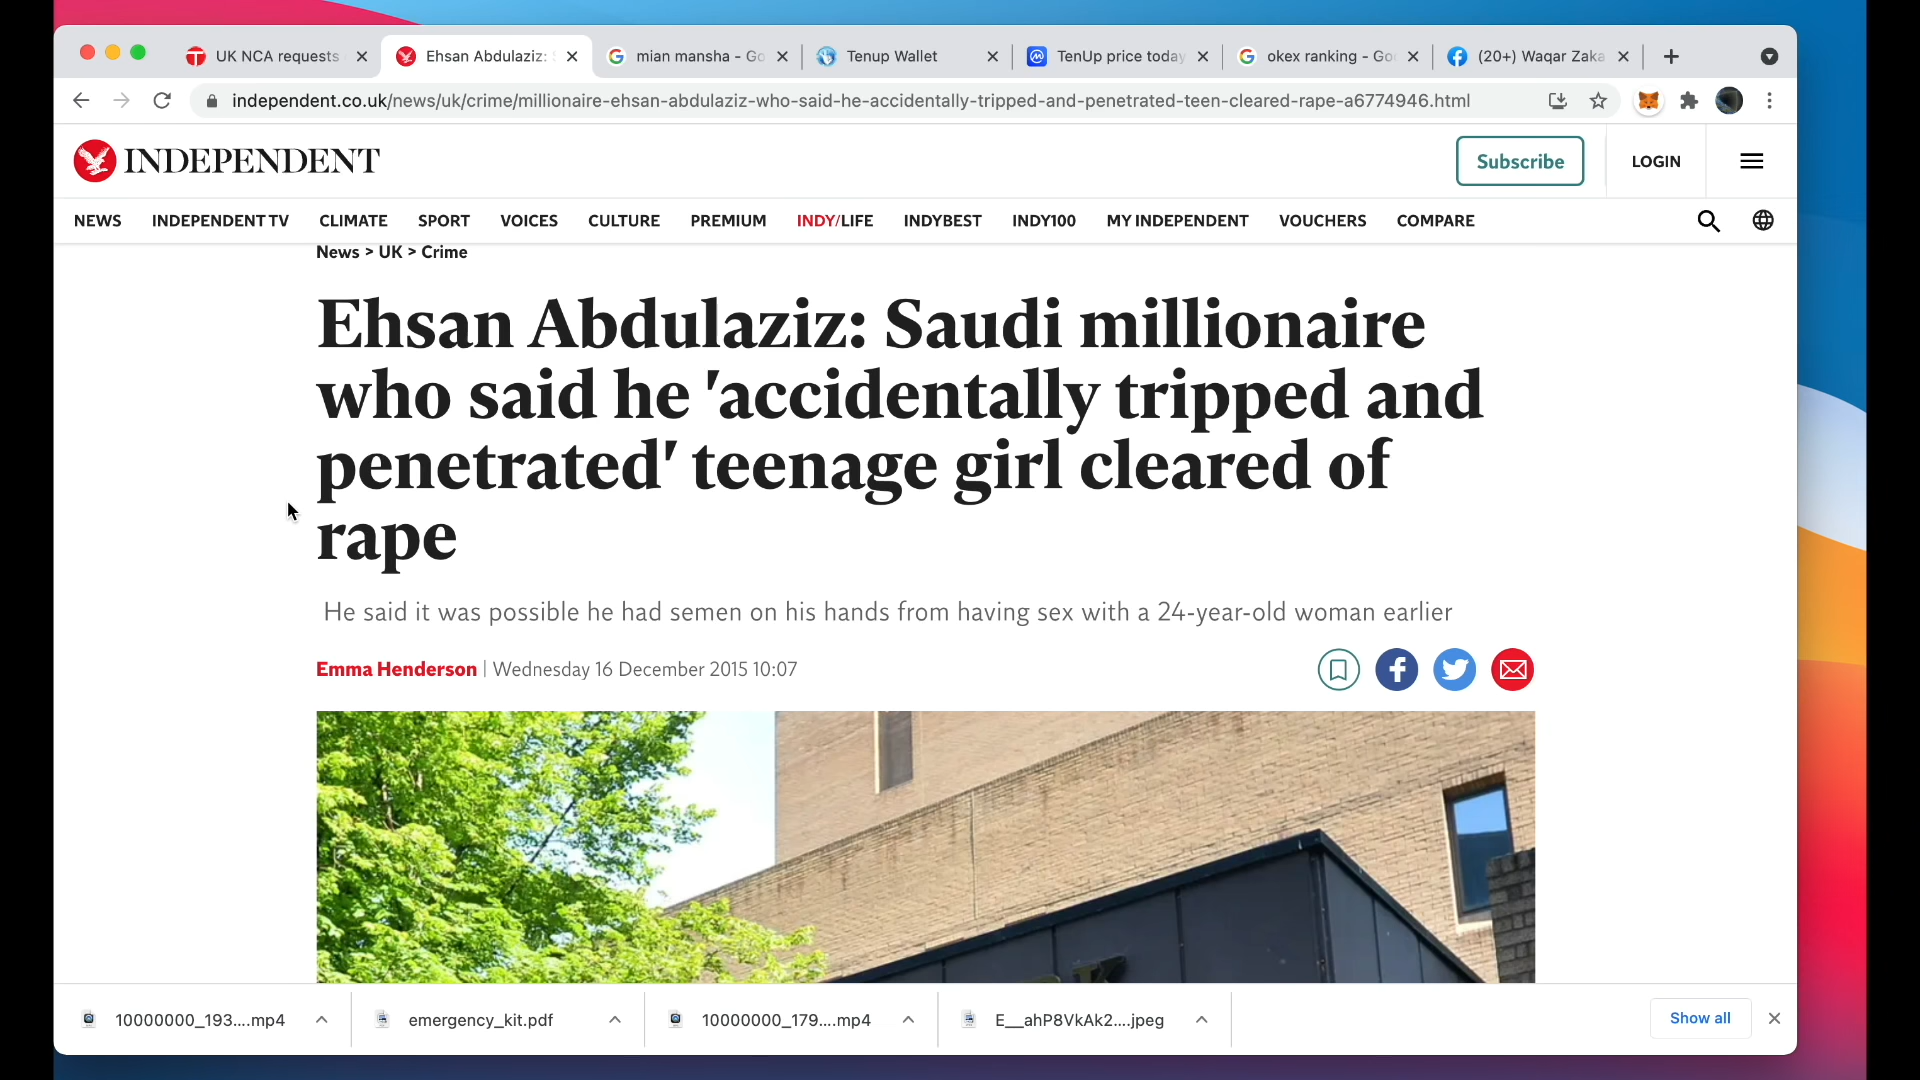 UK NCA requests
Ehsan Abdulaziz:
mian mansha - Go
Tenup Wallet
TenUp price today
okex ranking - Go
(20+) Waqar Zaka
independent.co.uk/news/uk/crime/millionaire-ehsan-abdulaziz-who-said-he-accidentally-tripped-and-penetrated-teen-cleared-rape-a6774946.html
INDEPENDENT
Subscribe
LOGIN
NEWS INDEPENDENT TV CLIMATE SPORT VOICES CULTURE PREMIUM INDY/LIFE INDYBEST INDY100 MY INDEPENDENT VOUCHERS COMPARE
News > UK > Crime
Ehsan Abdulaziz: Saudi millionaire
who said he 'accidentally tripped and
penetrated' teenage girl cleared of
rape
He said it was possible he had semen on his hands from having sex with a 24-year-old woman earlier
Emma Henderson | Wednesday 16 December 2015 10:07
10000000_193....mp4
emergency_kit.pdf
10000000_179....mp4
E__ahP8VkAk2....jpeg
Show all